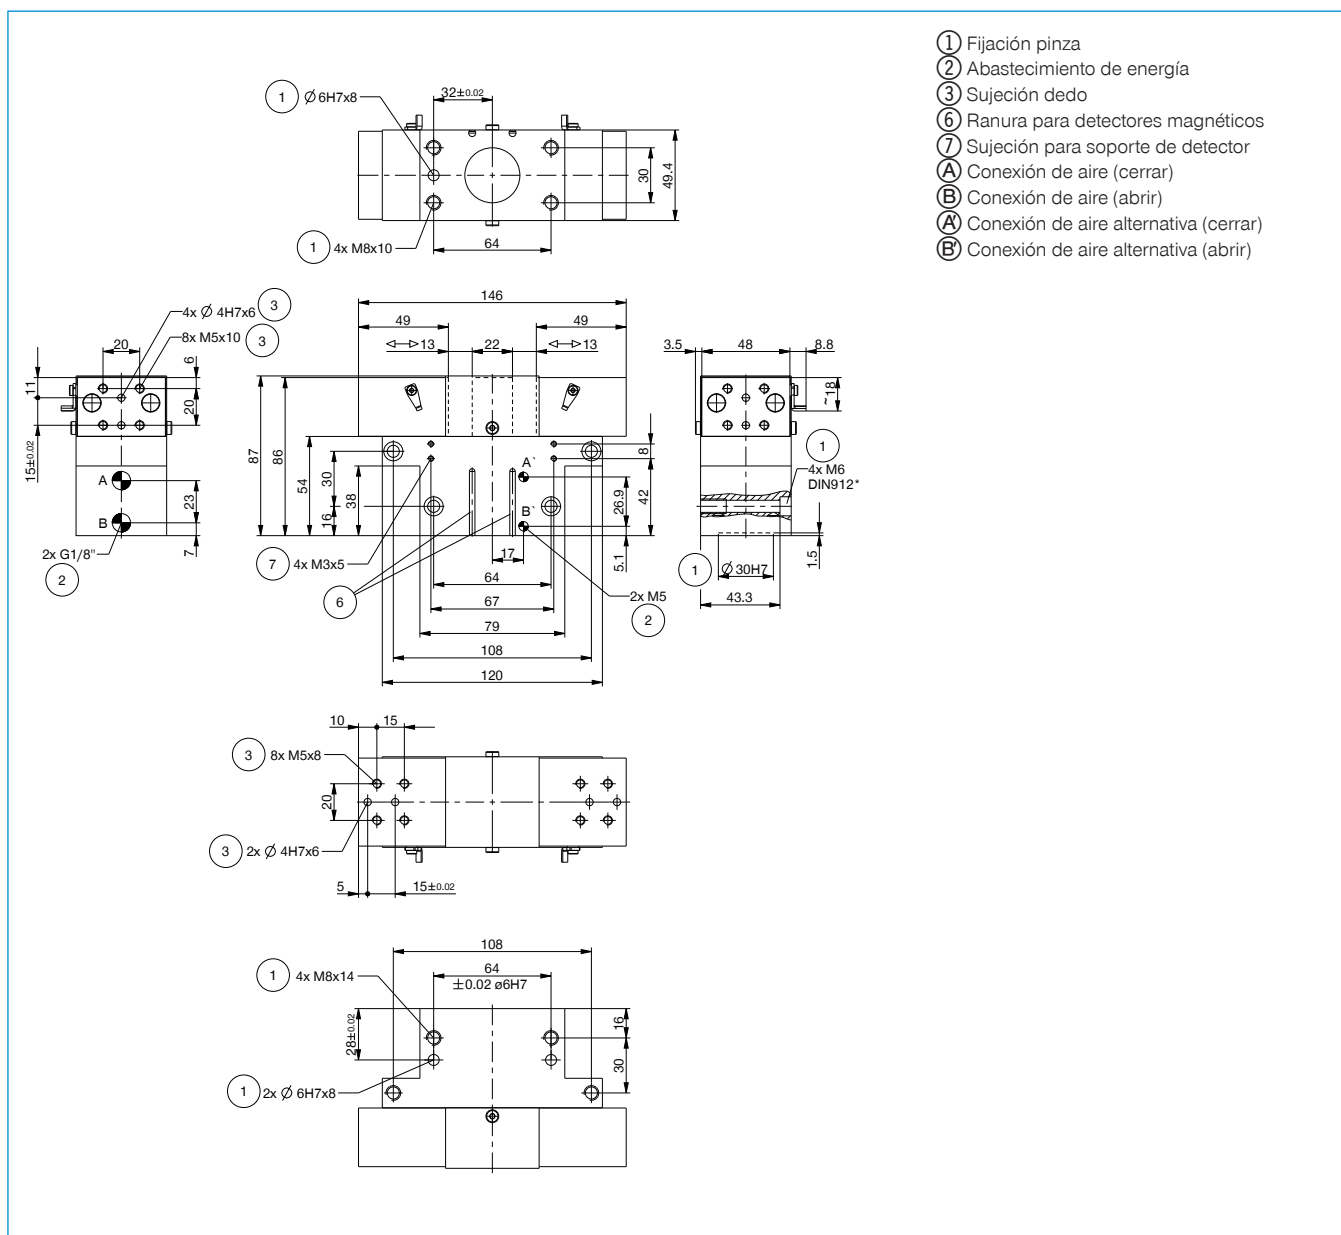 1 Fijación pinza
2 Abastecimiento de energía
3 Sujeción dedo
6 Ranura para detectores magnéticos
7 Sujeción para soporte de detector
A Conexión de aire (cerrar)
B Conexión de aire (abrir)
A' Conexión de aire alternativa (cerrar)
B' Conexión de aire alternativa (abrir)
1 Ø 6H7x8
32±0.02
30
49.4
1 4x M8x10
64
4x Ø 4H7x6 3
8x M5x10 3
20
6
11
20
15±0.02
A
B
23
7
2x G1/8"
2
146
49
49
13
22
13
87
86
54
30
16
38
A`
B`
8
42
26.9
5.1
17
7 4x M3x5
6
64
67
79
108
120
2x M5
2
3.5
48
8.8
~18
1
4x M6
DIN912*
1.5
1 Ø 30H7
43.3
10
15
3 8x M5x8
20
3 2x Ø 4H7x6
5
15±0.02
108
1 4x M8x14
64
±0.02 ø6H7
28±0.02
16
30
1 2x Ø 6H7x8